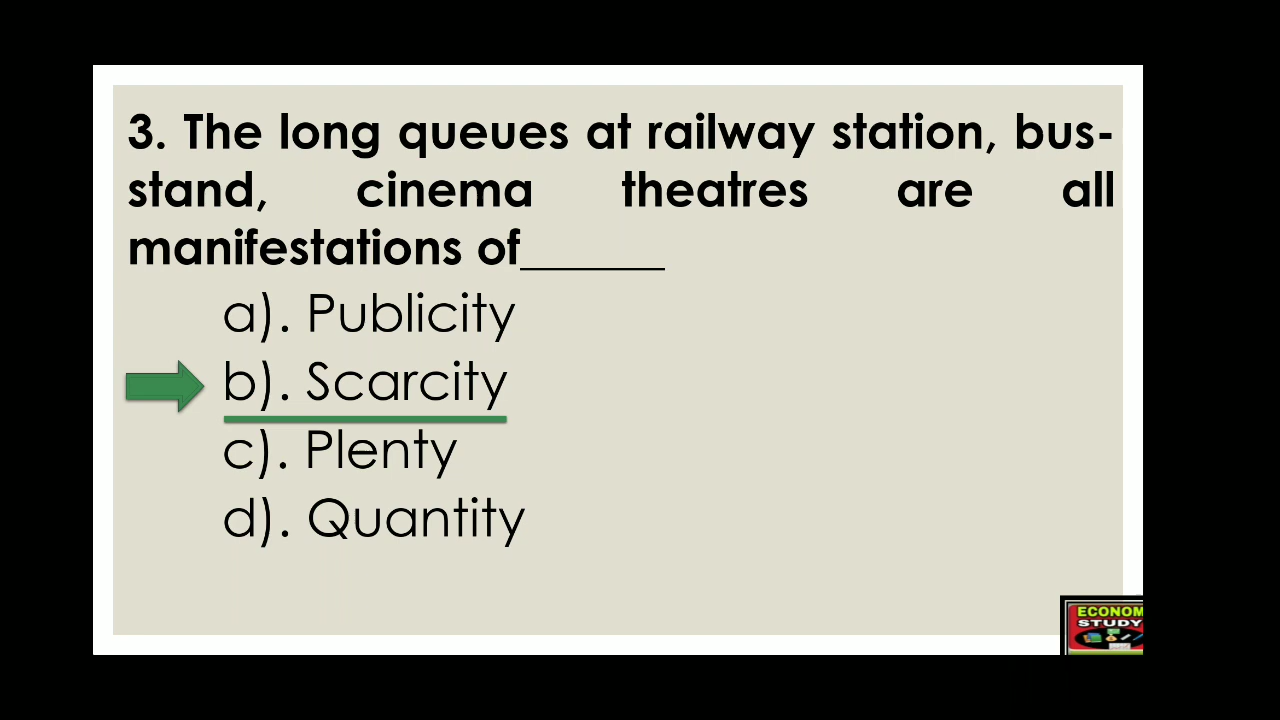 3. The long queues at railway station, bus-
stand, cinema theatres are all
manifestations of______
a). Publicity
b). Scarcity
c). Plenty
d). Quantity
ECONOM
STUDY